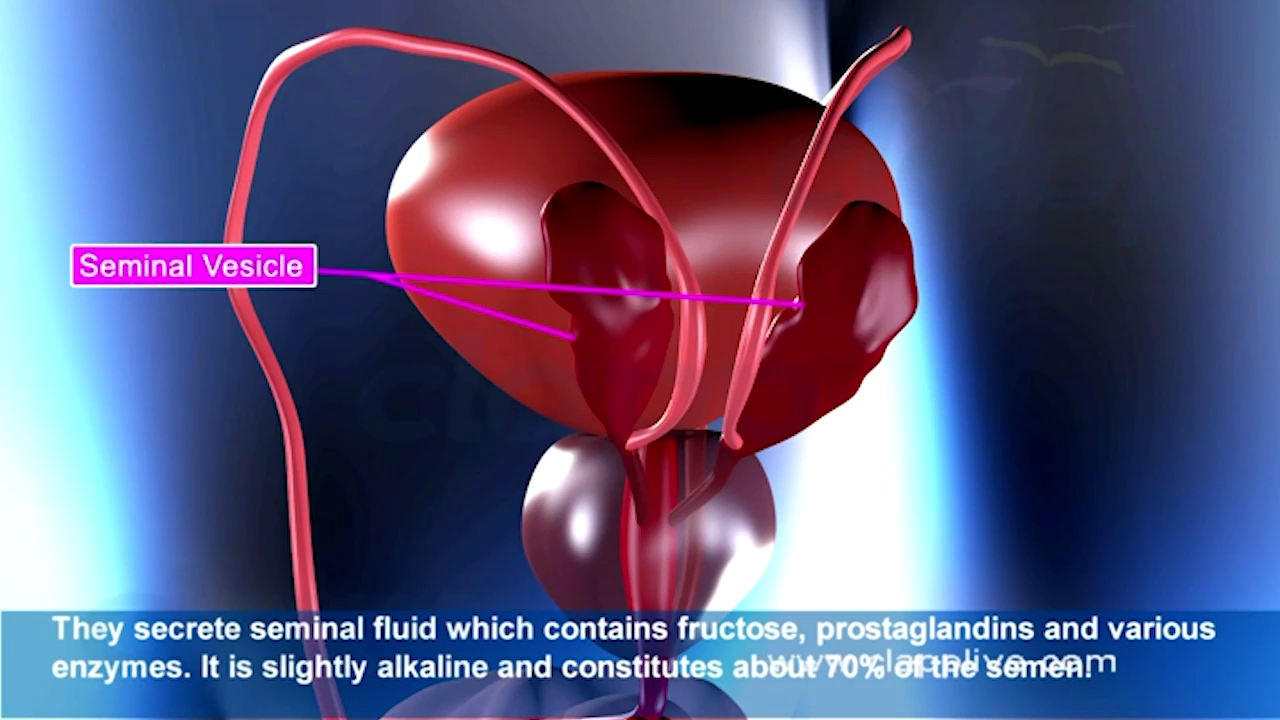 Seminal Vesicle
They secrete seminal fluid which contains fructose, prostaglandins and various
enzymes. It is slightly alkaline and constitutes about 70% of the semen.